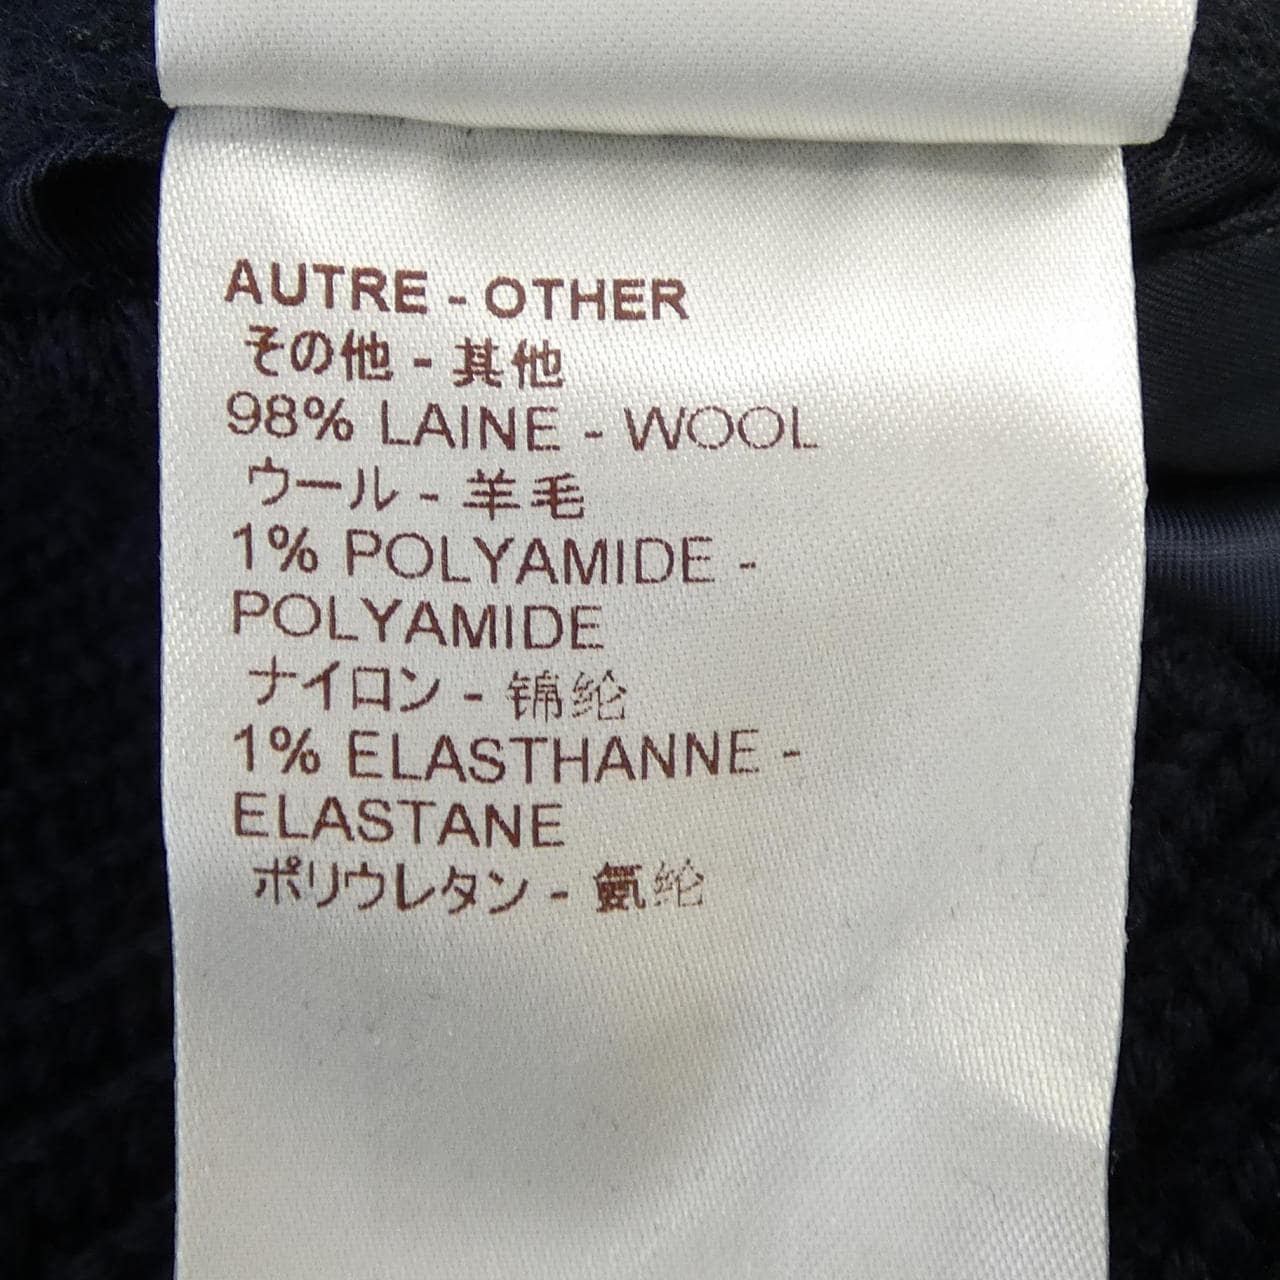 AUTRE - OTHER
その他 - 其他
98% LAINE - WOOL
ウール - 羊毛
1% POLYAMIDE -
POLYAMIDE
ナイロン - 锦纶
1% ELASTHANNE -
ELASTANE
ポリウレタン - 氨纶